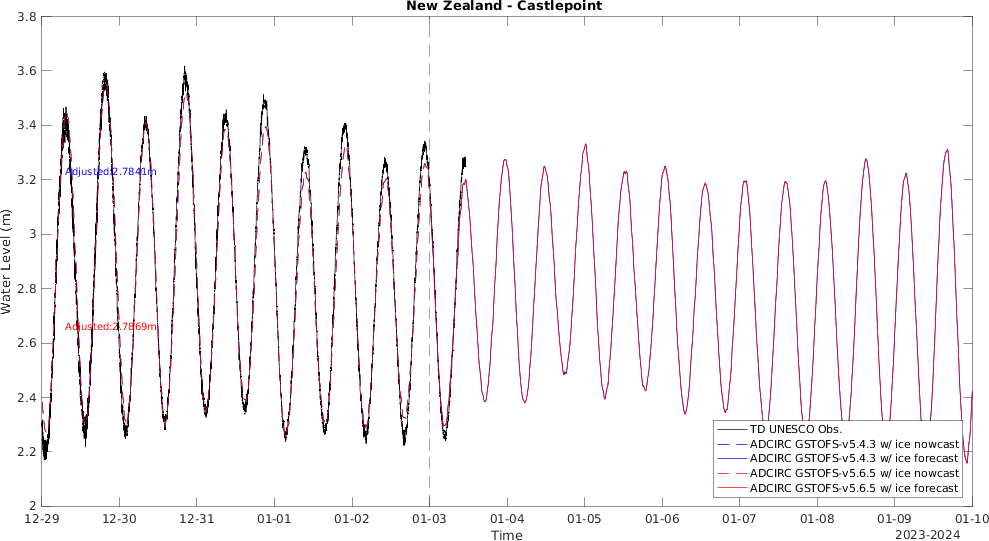 New Zealand - Castlepoint
3.8
3.6
3.4
3.2
3
2.8
2.6
2.4
2.2
2
Water Level (m)
Adjusted:2.7841m
Adjusted:2.7869m
TD UNESCO Obs.
ADCIRC GSTOFS-v5.4.3 w/ ice nowcast
ADCIRC GSTOFS-v5.4.3 w/ ice forecast
ADCIRC GSTOFS-v5.6.5 w/ ice nowcast
ADCIRC GSTOFS-v5.6.5 w/ ice forecast
12-29 12-30 12-31 01-01 01-02 01-03 01-04 01-05 01-06 01-07 01-08 01-09 01-10
Time
2023-2024